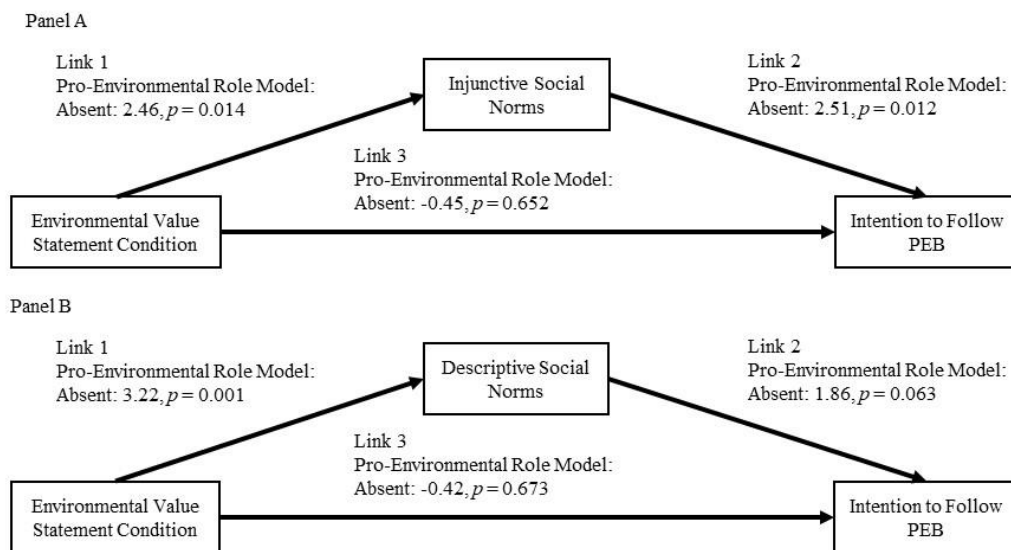 Panel A
Link 1
Pro-Environmental Role Model:
Absent: 2.46, p = 0.014
Injunctive Social
Norms
Link 2
Pro-Environmental Role Model:
Absent: 2.51, p = 0.012
Link 3
Pro-Environmental Role Model:
Absent: -0.45, p = 0.652
Environmental Value
Statement Condition
Intention to Follow
PEB
Panel B
Link 1
Pro-Environmental Role Model:
Absent: 3.22, p = 0.001
Descriptive Social
Norms
Link 2
Pro-Environmental Role Model:
Absent: 1.86, p = 0.063
Link 3
Pro-Environmental Role Model:
Absent: -0.42, p = 0.673
Environmental Value
Statement Condition
Intention to Follow
PEB